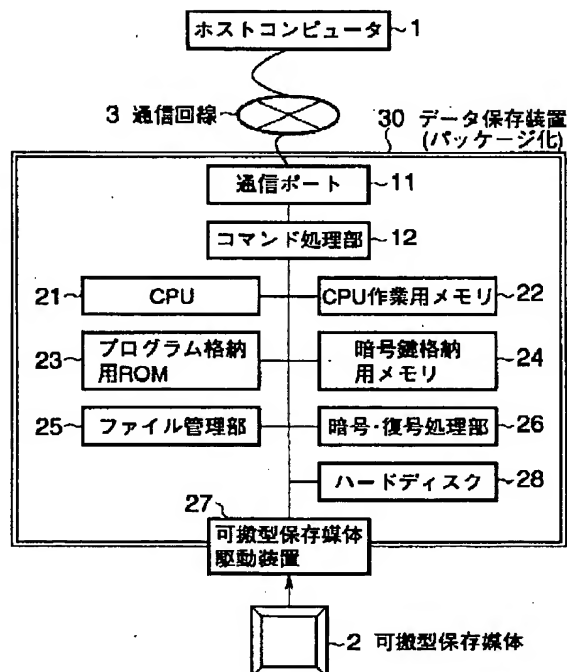 ホストコンピュータ 1
3 通信回線
30 データ保存装置
(パッケージ化)
通信ポート 11
コマンド処理部 12
21 CPU CPU作業用メモリ 22
23 プログラム格納用ROM 暗号鍵格納用メモリ 24
25 ファイル管理部 暗号・復号処理部 26
ハードディスク 28
27
可搬型保存媒体
駆動装置
2 可搬型保存媒体